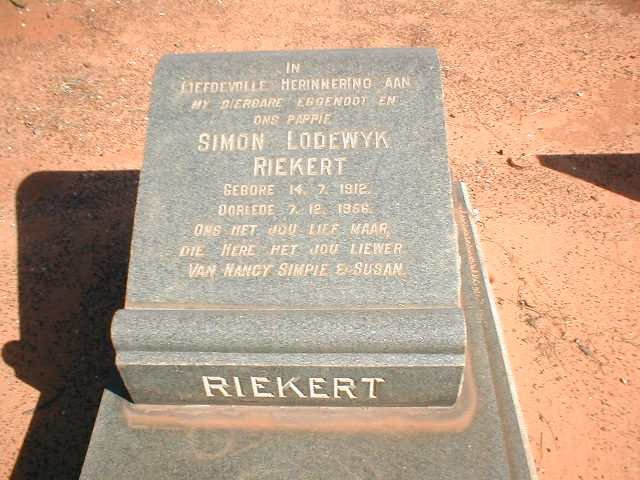 IN
LIEFDEVOLLE HERINNERING AAN
MY DIERBARE EGGENOOT EN
ONS PAPPIE
SIMON LODEWYK
RIEKERT
GEBORE 14. 7. 1912.
OORLEDE 7. 12. 1966.
ONS HET JOU LIEF MAAR,
DIE HERE HET JOU LIEWER.
VAN NANCY SIMPIE & SUSAN.
RIEKERT